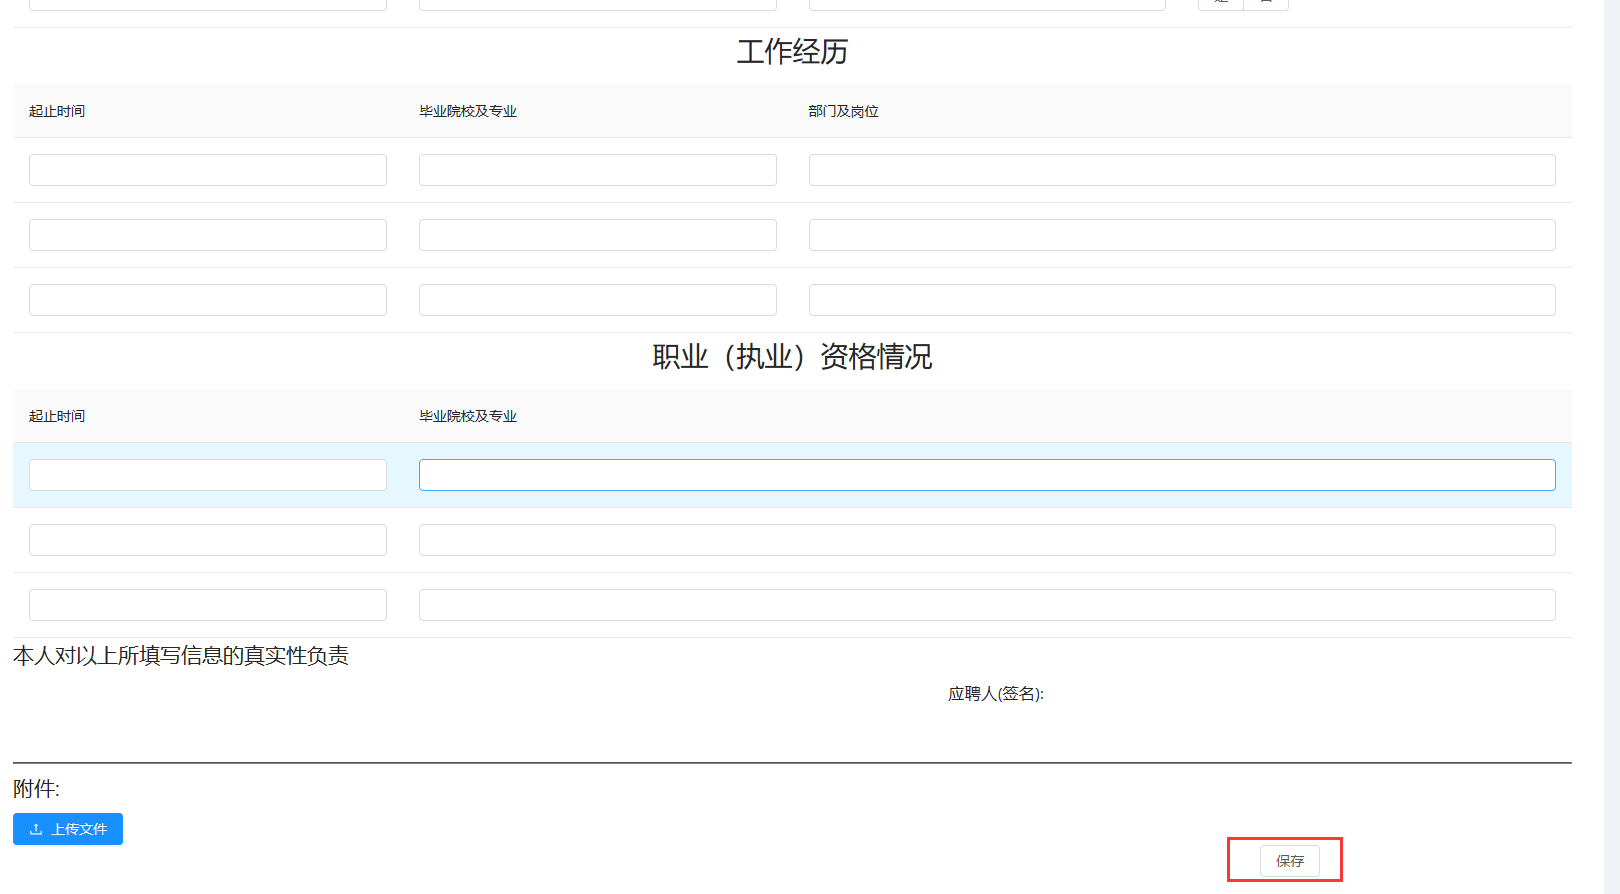 工作经历
起止时间 毕业院校及专业 部门及岗位
职业（执业）资格情况
起止时间 毕业院校及专业
本人对以上所填写信息的真实性负责
应聘人(签名):
附件:
上传文件
保存